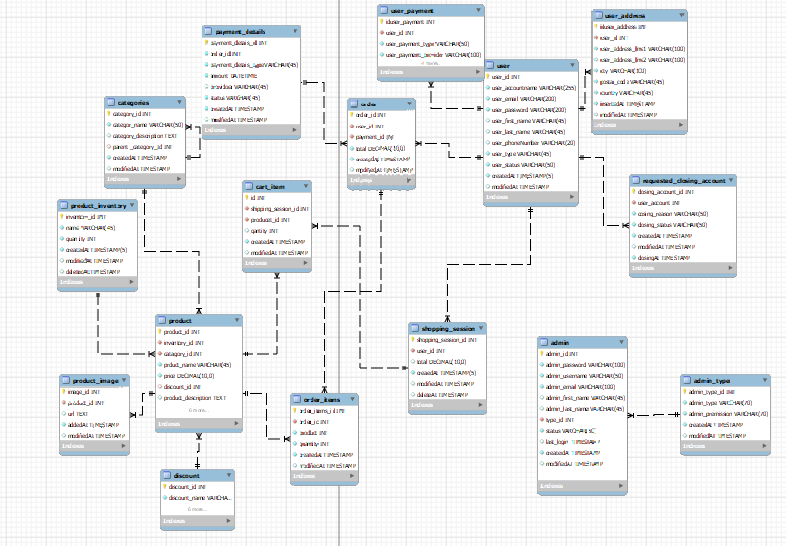 user_payment
iduser_payment INT
user_id INT
user_payment_type VARCHAR(50)
user_payment_provider VARCHAR(100)
user_address
iduser_address INT
user_id INT
user_address_line1 VARCHAR(100)
user_address_line2 VARCHAR(100)
city VARCHAR(100)
postal_code VARCHAR(45)
country VARCHAR(45)
createdAt TIMESTAMP
modifiedAt TIMESTAMP
payment_details
payment_details_id INT
order_id INT
payment_details_type VARCHAR(45)
amount DATETIME
provider VARCHAR(45)
status VARCHAR(45)
createdAt TIMESTAMP
modifiedAt TIMESTAMP
user
user_id INT
user_accountname VARCHAR(255)
user_email VARCHAR(200)
user_password VARCHAR(200)
user_first_name VARCHAR(45)
user_last_name VARCHAR(45)
user_phoneNumber VARCHAR(20)
user_type VARCHAR(45)
user_status VARCHAR(50)
createdAt TIMESTAMP(5)
modifiedAt TIMESTAMP
Indexes
categories
category_id INT
category_name VARCHAR(50)
category_description TEXT
parent_category_id INT
createdAt TIMESTAMP
modifiedAt TIMESTAMP
Indexes
order
order_id INT
user_id INT
payment_id INT
total DECIMAL(10,0)
createdAt TIMESTAMP
modifedAt TIMESTAMP
Indexes
cart_item
id INT
shopping_session_id INT
product_id INT
qantity INT
createdAt TIMESTAMP
modifiedAt TIMESTAMP
Indexes
requested_closing_account
closing_account_id INT
user_account INT
closing_reason VARCHAR(50)
closing_status VARCHAR(50)
createdAt TIMESTAMP
modifiedAt TIMESTAMP
closingAt TIMESTAMP
Indexes
product_inventory
inventory_id INT
name VARCHAR(45)
quantity INT
createdAt TIMESTAMP(5)
modifiedAt TIMESTAMP
deletedAt TIMESTAMP
Indexes
product
product_id INT
inventory_id INT
category_id INT
product_name VARCHAR(45)
price DECIMAL(10,0)
discount_id INT
product_description TEXT
6 more...
Indexes
shopping_session
shopping_session_id INT
user_id INT
total DECIMAL(10,0)
createdAt TIMESTAMP(5)
modifiedAt TIMESTAMP
deleteAt TIMESTAMP
Indexes
admin
admin_id INT
admin_password VARCHAR(100)
admin_username VARCHAR(50)
admin_email VARCHAR(100)
admin_first_name VARCHAR(45)
admin_last_name VARCHAR(45)
type_id INT
last_login TIMESTAMP
createdAt TIMESTAMP
modifiedAt TIMESTAMP
Indexes
product_image
image_id INT
product_id INT
url TEXT
addedAt TIMESTAMP
modifiedAt TIMESTAMP
Indexes
admin_type
admin_type_id INT
admin_type VARCHAR(20)
admin_premission VARCHAR(20)
createdAt TIMESTAMP
modifiedAt TIMESTAMP
Indexes
order_items
order_items_id INT
order_id INT
product INT
quantity INT
createdAt TIMESTAMP
modifiedAt TIMESTAMP
Indexes
discount
discount_id INT
discount_name VARCHA...
6 more...
Indexes